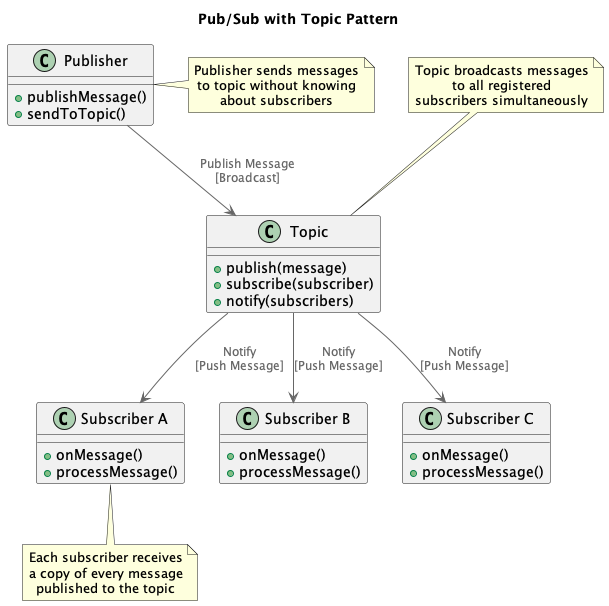 Pub/Sub with Topic Pattern
C Publisher
publishMessage()
sendToTopic()
Publisher sends messages
to topic without knowing
about subscribers
Topic broadcasts messages
to all registered
subscribers simultaneously
Publish Message
[Broadcast]
C Topic
publish(message)
subscribe(subscriber)
notify(subscribers)
Notify
[Push Message]
Notify
[Push Message]
Notify
[Push Message]
C Subscriber A
onMessage()
processMessage()
C Subscriber B
onMessage()
processMessage()
C Subscriber C
onMessage()
processMessage()
Each subscriber receives
a copy of every message
published to the topic